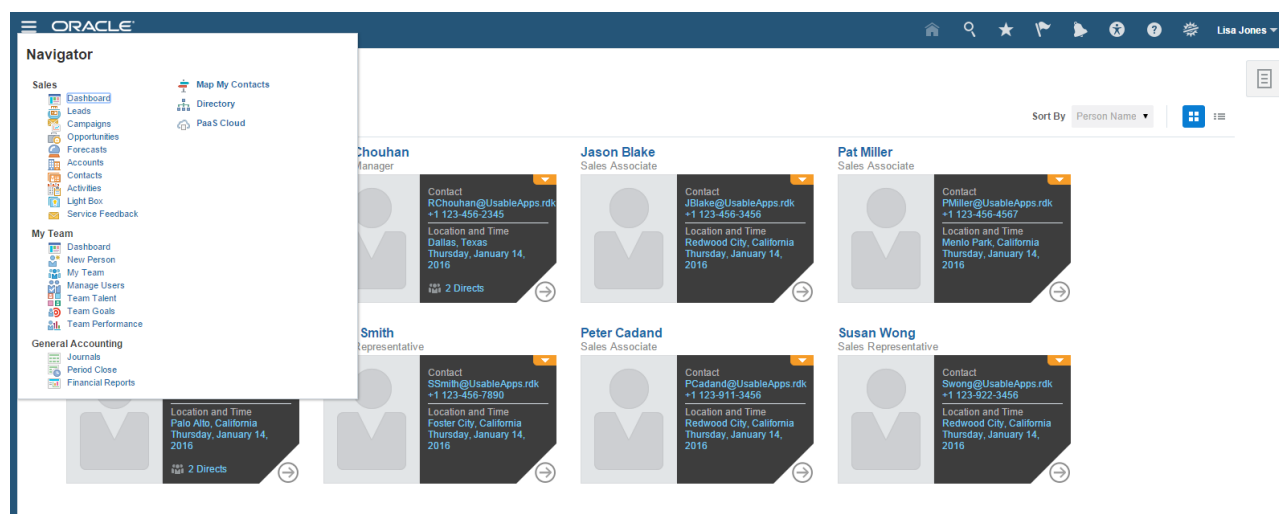 ORACLE
Lisa Jones
Navigator
Sales
Dashboard
Leads
Campaigns
Opportunities
Forecasts
Accounts
Contacts
Activities
Light Box
Service Feedback
My Team
Dashboard
New Person
My Team
Manage Users
Team Talent
Team Goals
Team Performance
General Accounting
Journals
Period Close
Financial Reports
Map My Contacts
Directory
PaaS Cloud
Sort By Person Name
Chouhan
Manager
Contact
RChouhan@UsableApps.rdk
+1 123-456-2345
Location and Time
Dallas, Texas
Thursday, January 14,
2016
2 Directs
Jason Blake
Sales Associate
Contact
JBlake@UsableApps.rdk
+1 123-456-3456
Location and Time
Redwood City, California
Thursday, January 14,
2016
Pat Miller
Sales Associate
Contact
PMiller@UsableApps.rdk
+1 123-456-4567
Location and Time
Menlo Park, California
Thursday, January 14,
2016
Location and Time
Palo Alto, California
Thursday, January 14,
2016
2 Directs
Smith
Representative
Contact
SSmith@UsableApps.rdk
+1 123-456-7890
Location and Time
Foster City, California
Thursday, January 14,
2016
Peter Cadand
Sales Associate
Contact
PCadand@UsableApps.rdk
+1 123-911-3456
Location and Time
Redwood City, California
Thursday, January 14,
2016
Susan Wong
Sales Representative
Contact
Swong@UsableApps.rdk
+1 123-922-3456
Location and Time
Redwood City, California
Thursday, January 14,
2016